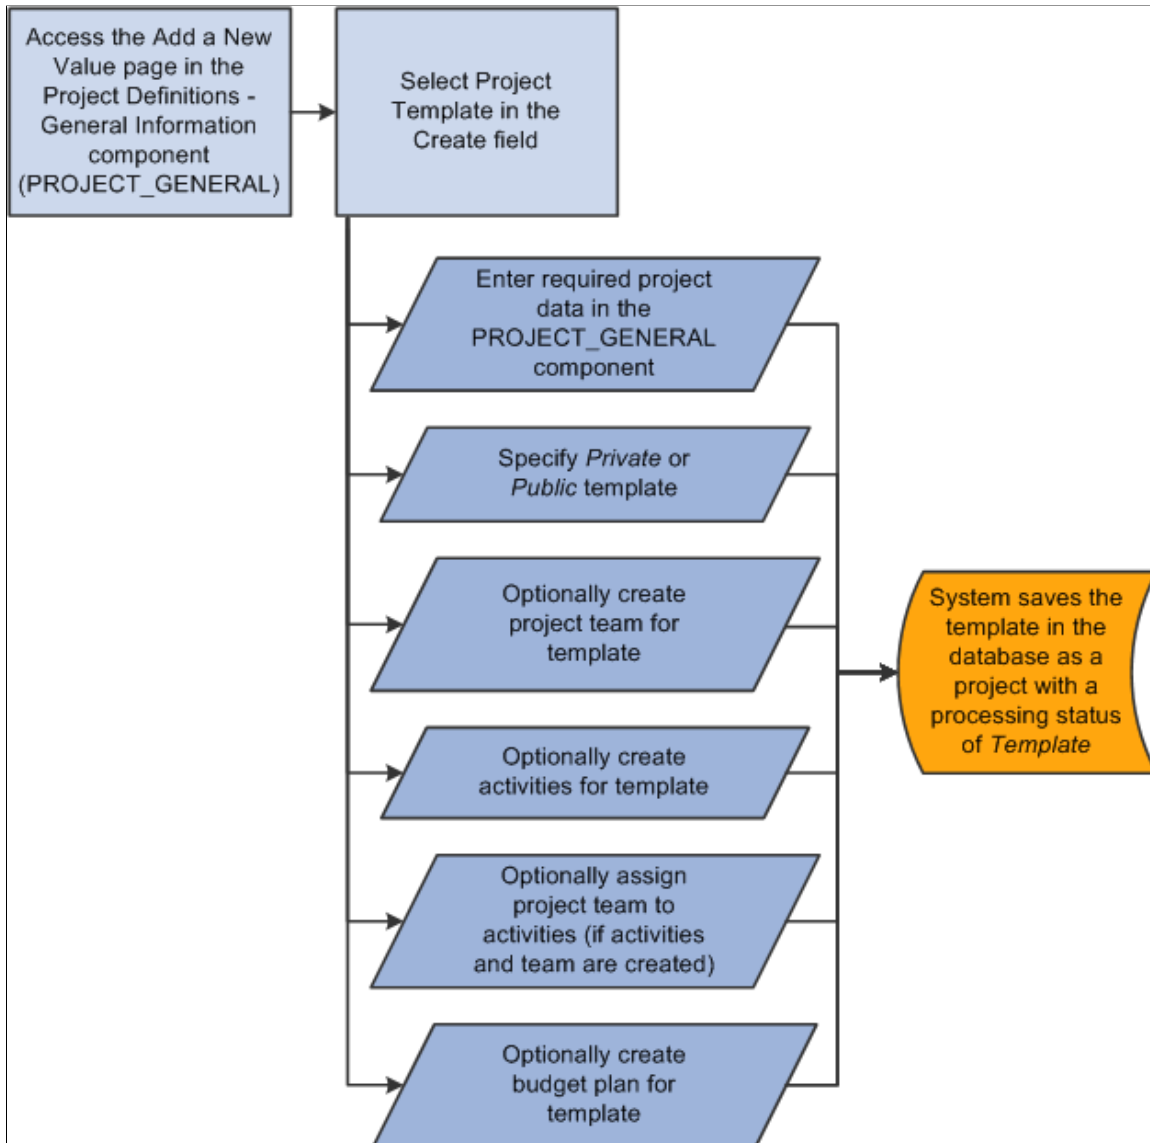 Access the Add a New
Value page in the
Project Definitions -
General Information
component
(PROJECT_GENERAL)
Select Project
Template in the
Create field
Enter required project
data in the
PROJECT_GENERAL
component
Specify Private or
Public template
Optionally create
project team for
template
Optionally create
activities for template
Optionally assign
project team to
activities (if activities
and team are created)
Optionally create
budget plan for
template
System saves the
template in the
database as a
project with a
processing status
of Template